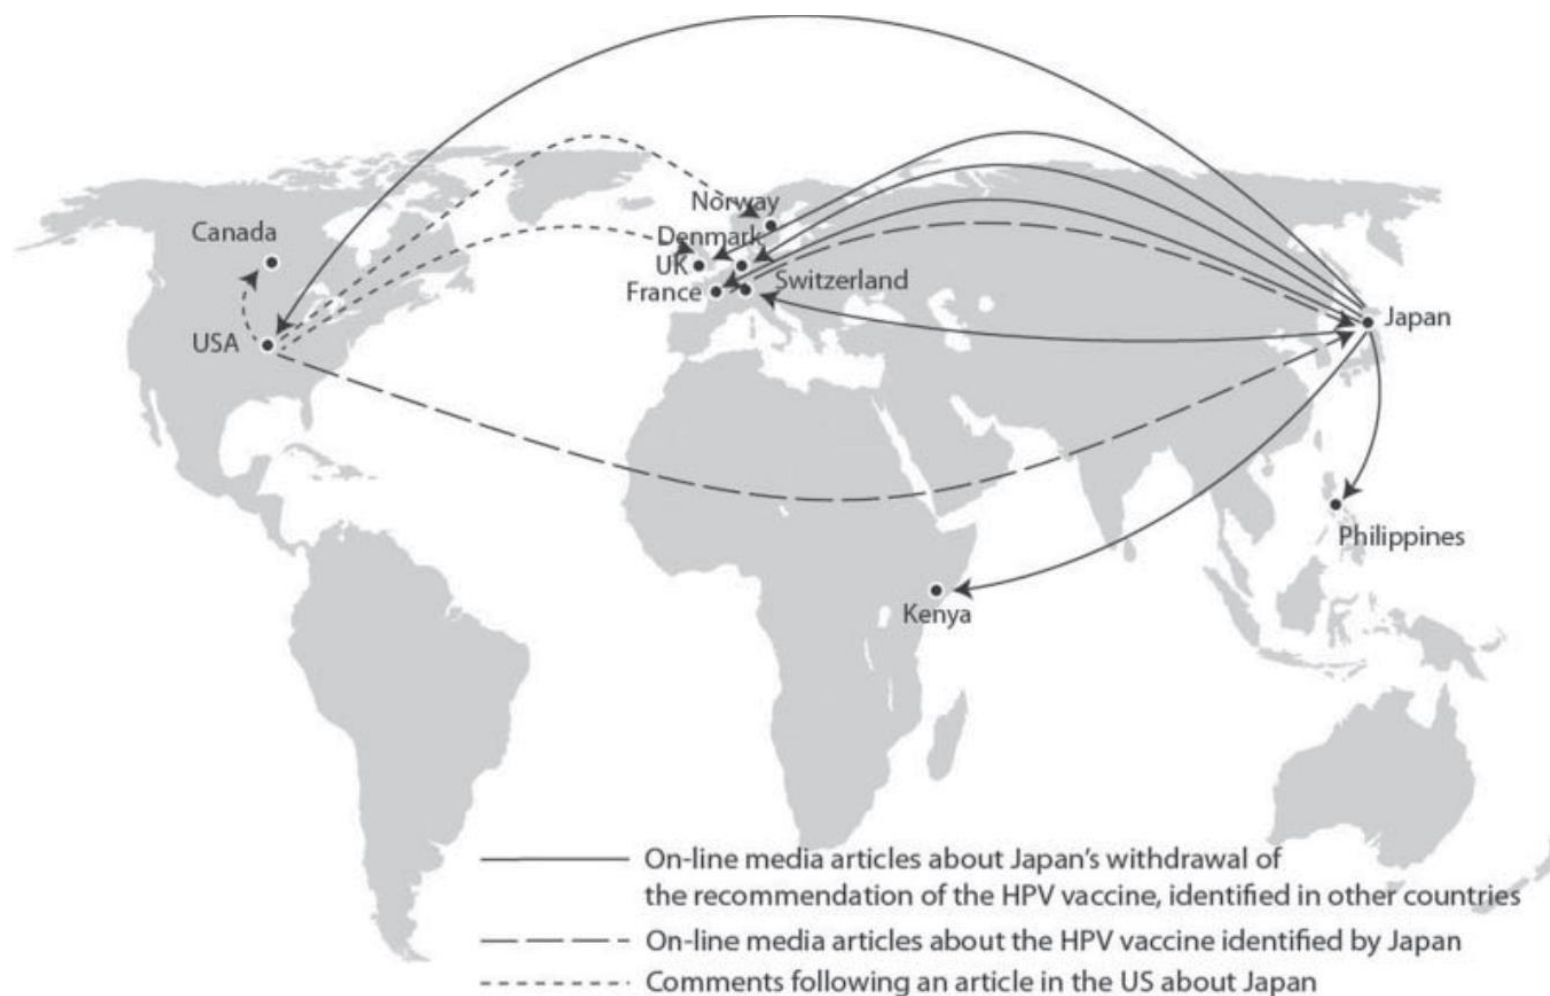 Norway
Canada
Denmark
UK
Switzerland
France
Japan
USA
Philippines
Kenya
On-line media articles about Japan's withdrawal of
the recommendation of the HPV vaccine, identified in other countries
On-line media articles about the HPV vaccine identified by Japan
Comments following an article in the US about Japan